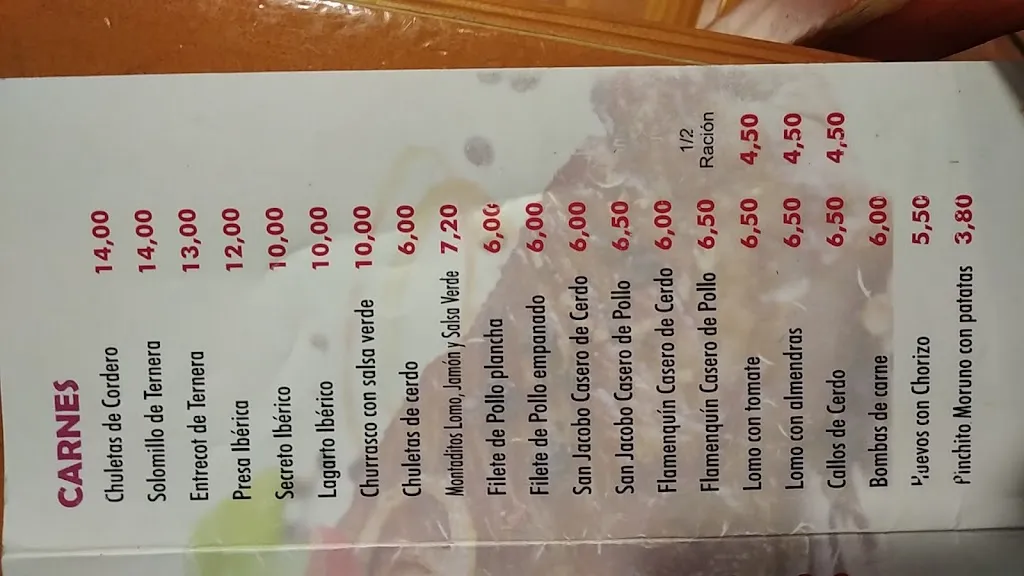 CARNES
Chuletas de Cordero 14,00
Solomillo de Ternera 14,00
Entrecot de Ternera 13,00
Presa Ibérica 12,00
Secreto Ibérico 10,00
Lagarto Ibérico 10,00
Churrasco con salsa verde 10,00
Chuletas de cerdo 6,00
Montaditos Lomo, Jamón y Salsa Verde 7,20
Filete de Pollo plancha 6,00
Filete de Pollo empanado 6,00
San Jacobo Casero de Cerdo 6,00
San Jacobo Casero de Pollo 6,50
Flamenquín Casero de Cerdo 6,00
1/2
Flamenquín Casero de Pollo 6,50 Ración
Lomo con tomate 6,50 4,50
Lomo con almendras 6,50 4,50
Callos de Cerdo 6,50 4,50
Bombas de carne 6,00
Huevos con Chorizo 5,50
Pinchito Moruno con patatas 3,80